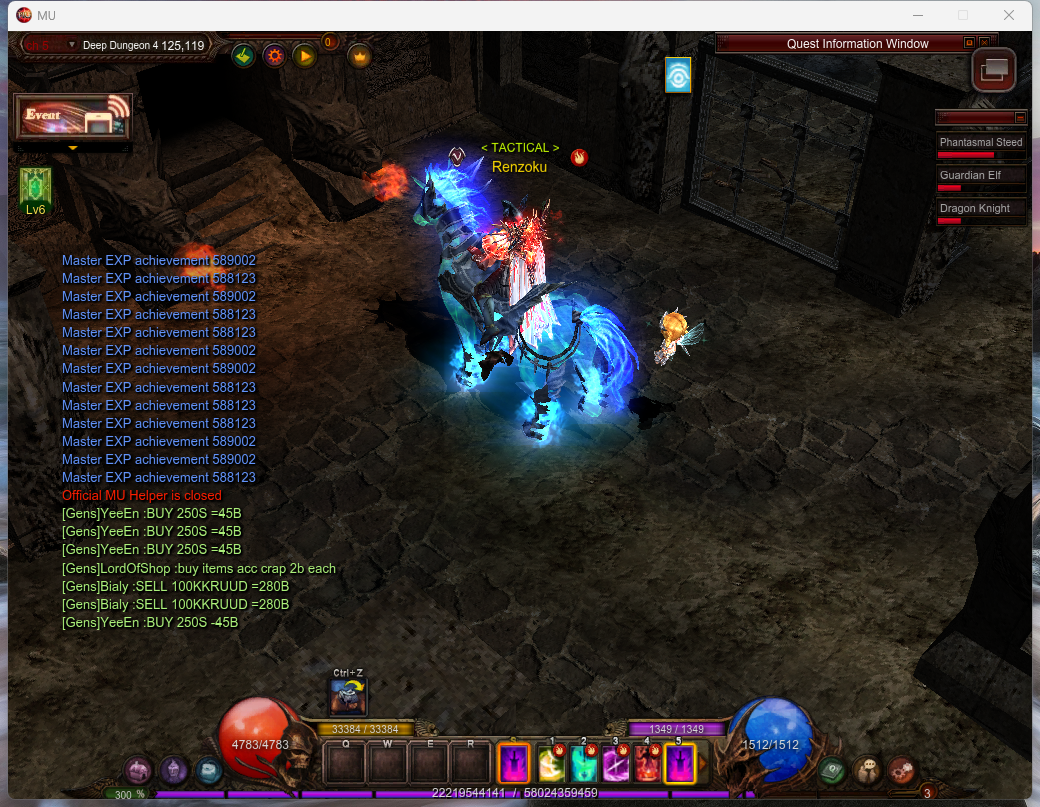 MU
Deep Dungeon 4 125,119
0
Quest Information Window
Event
Phantasmal Steed
Guardian Elf
Dragon Knight
< TACTICAL >
Renzoku
Lv6
Master EXP achievement 589002
Master EXP achievement 588123
Master EXP achievement 589002
Master EXP achievement 588123
Master EXP achievement 588123
Master EXP achievement 589002
Master EXP achievement 589002
Master EXP achievement 588123
Master EXP achievement 588123
Master EXP achievement 588123
Master EXP achievement 589002
Master EXP achievement 589002
Master EXP achievement 588123
Official MU Helper is closed
[Gens]YeeEn :BUY 250S =45B
[Gens]YeeEn :BUY 250S =45B
[Gens]YeeEn :BUY 250S =45B
[Gens]LordOfShop :buy items acc crap 2b each
[Gens]Bialy :SELL 100KKRUUD =280B
[Gens]Bialy :SELL 100KKRUUD =280B
[Gens]YeeEn :BUY 250S -45B
Ctrl+Z
33384 / 33384
1349 / 1349
4783/4783
Q W E R
1 2 3 4 5
1512/1512
300 %
22219544141 / 58024359459
3